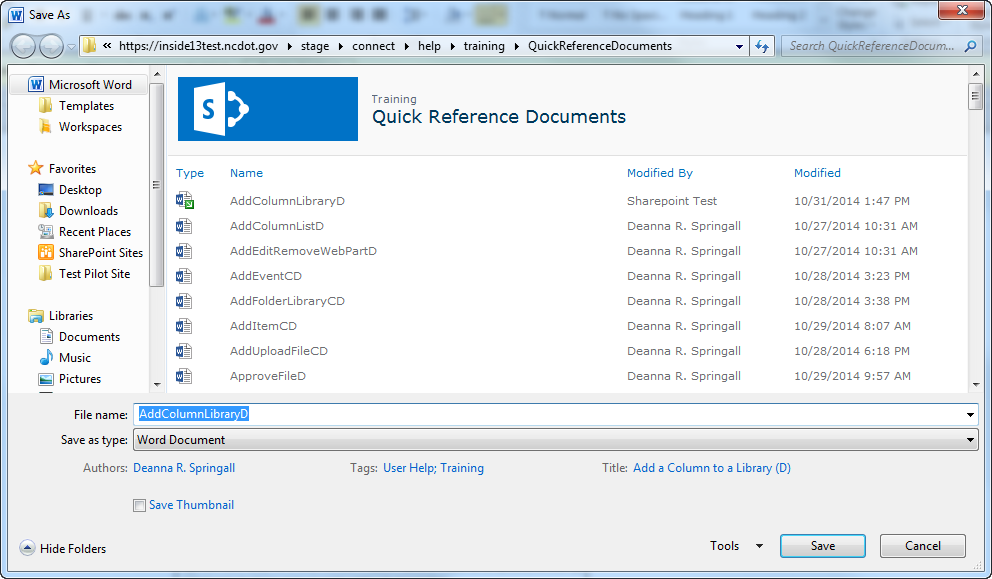 Save As
« https://inside13test.ncdot.gov ▸ stage ▸ connect ▸ help ▸ training ▸ QuickReferenceDocuments
Search QuickReferenceDocum...
Microsoft Word
Templates
Workspaces
Favorites
Desktop
Downloads
Recent Places
SharePoint Sites
Test Pilot Site
Libraries
Documents
Music
Pictures
S
Training
Quick Reference Documents
Type Name Modified By Modified
AddColumnLibraryD Sharepoint Test 10/31/2014 1:47 PM
AddColumnListD Deanna R. Springall 10/27/2014 10:31 AM
AddEditRemoveWebPartD Deanna R. Springall 10/27/2014 10:31 AM
AddEventCD Deanna R. Springall 10/28/2014 3:23 PM
AddFolderLibraryCD Deanna R. Springall 10/28/2014 3:38 PM
AddItemCD Deanna R. Springall 10/29/2014 8:07 AM
AddUploadFileCD Deanna R. Springall 10/28/2014 6:18 PM
ApproveFileD Deanna R. Springall 10/29/2014 9:57 AM
File name: AddColumnLibraryD
Save as type: Word Document
Authors: Deanna R. Springall Tags: User Help; Training Title: Add a Column to a Library (D)
Save Thumbnail
Hide Folders Tools Save Cancel